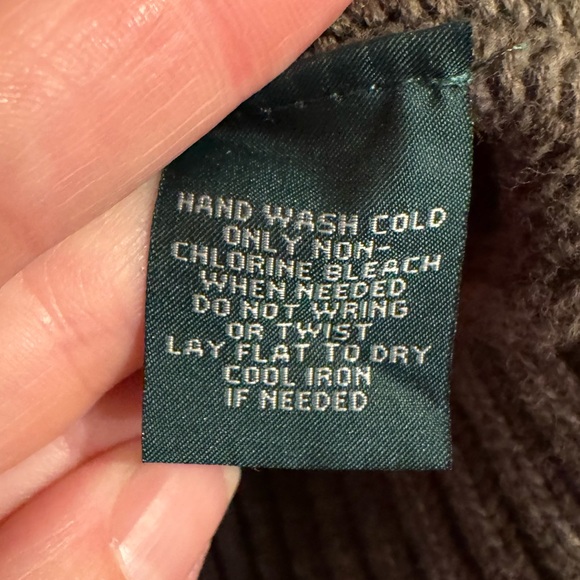 HAND WASH COLD
ONLY NON-
CHLORINE BLEACH
WHEN NEEDED
DO NOT WRING
OR TWIST
LAY FLAT TO DRY
COOL IRON
IF NEEDED